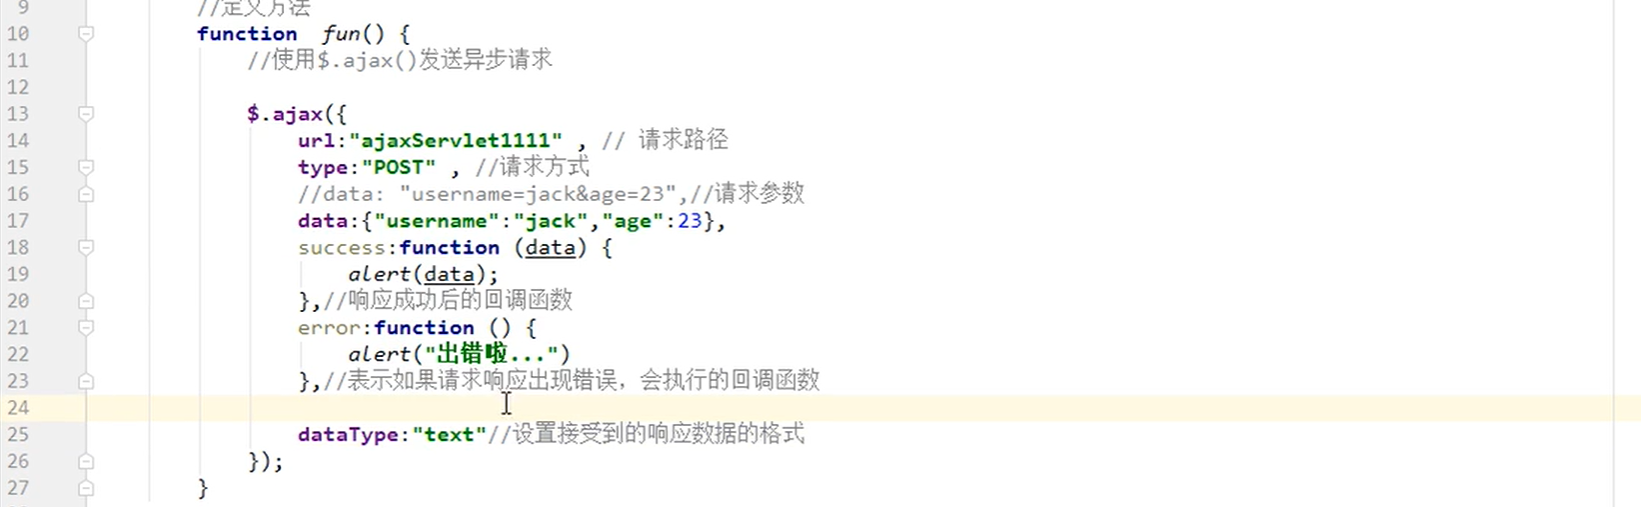 9 //定义方法
10 function fun() {
11 //使用$.ajax()发送异步请求
12
13 $.ajax({
14 url:"ajaxServlet1111" , // 请求路径
15 type:"POST" , //请求方式
16 //data: "username=jack&age=23",//请求参数
17 data:{"username":"jack","age":23},
18 success:function (data) {
19 alert(data);
20 },//响应成功后的回调函数
21 error:function () {
22 alert("出错啦...")
23 },//表示如果请求响应出现错误，会执行的回调函数
24
25 dataType:"text"//设置接受到的响应数据的格式
26 });
27 }